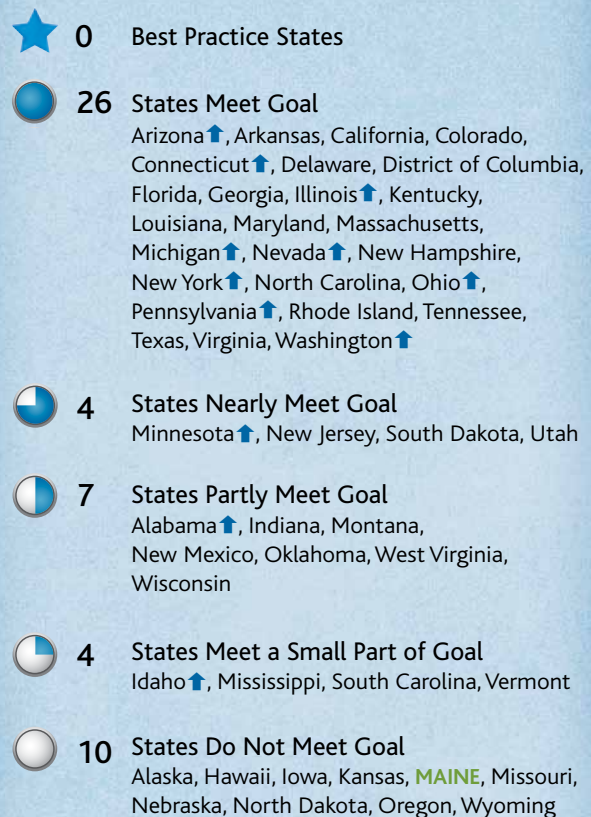 0 Best Practice States
26 States Meet Goal
Arizona⬆, Arkansas, California, Colorado,
Connecticut⬆, Delaware, District of Columbia,
Florida, Georgia, Illinois⬆, Kentucky,
Louisiana, Maryland, Massachusetts,
Michigan⬆, Nevada⬆, New Hampshire,
New York⬆, North Carolina, Ohio⬆,
Pennsylvania⬆, Rhode Island, Tennessee,
Texas, Virginia, Washington⬆
4 States Nearly Meet Goal
Minnesota⬆, New Jersey, South Dakota, Utah
7 States Partly Meet Goal
Alabama⬆, Indiana, Montana,
New Mexico, Oklahoma, West Virginia,
Wisconsin
4 States Meet a Small Part of Goal
Idaho⬆, Mississippi, South Carolina, Vermont
10 States Do Not Meet Goal
Alaska, Hawaii, Iowa, Kansas, MAINE, Missouri,
Nebraska, North Dakota, Oregon, Wyoming